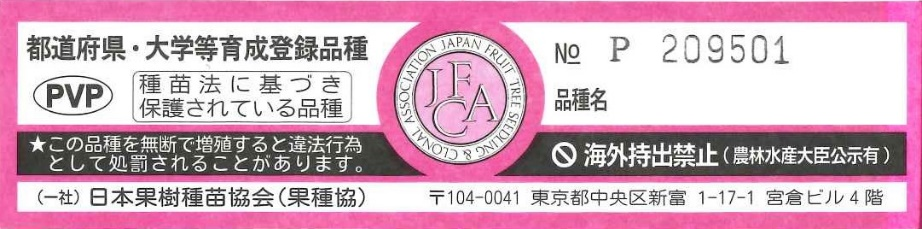 都道府県・大学等育成登録品種
PVP
種苗法に基づき
保護されている品種
JAPAN FRUIT TREE SEEDLING & CLONAL ASSOCIATION
JFCA
№ P 209501
品種名
★この品種を無断で増殖すると違法行為
として処罰されることがあります。
海外持出禁止(農林水産大臣公示有)
(一社)日本果樹種苗協会(果種協)
〒104-0041 東京都中央区新富 1-17-1 宮倉ビル4階